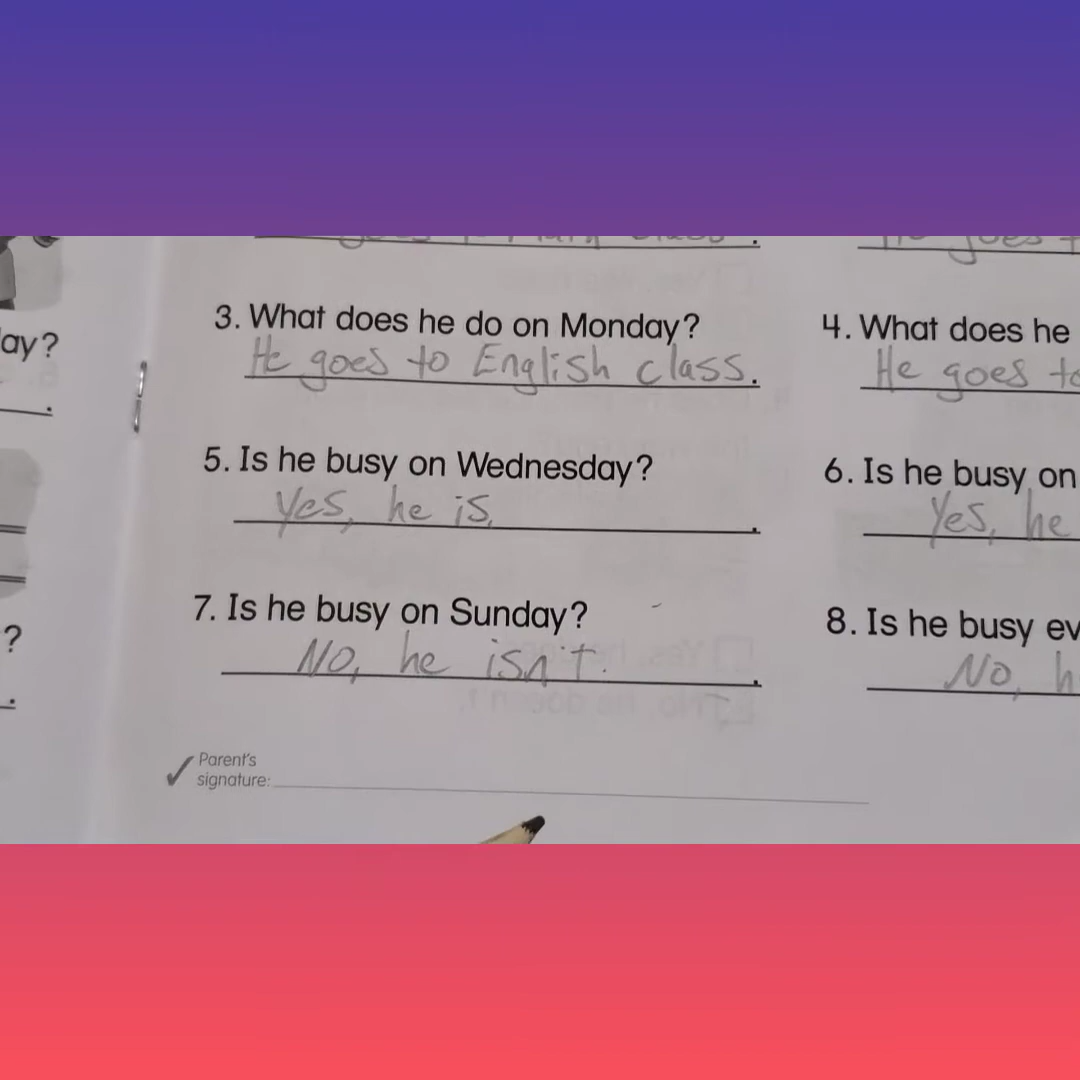 ay?
3. What does he do on Monday?
He goes to English class.
4. What does he
He goes to
5. Is he busy on Wednesday?
Yes, he is.
6. Is he busy on
Yes, he
7. Is he busy on Sunday?
No, he isn't.
8. Is he busy ev
No, h
?
Parent's
signature: